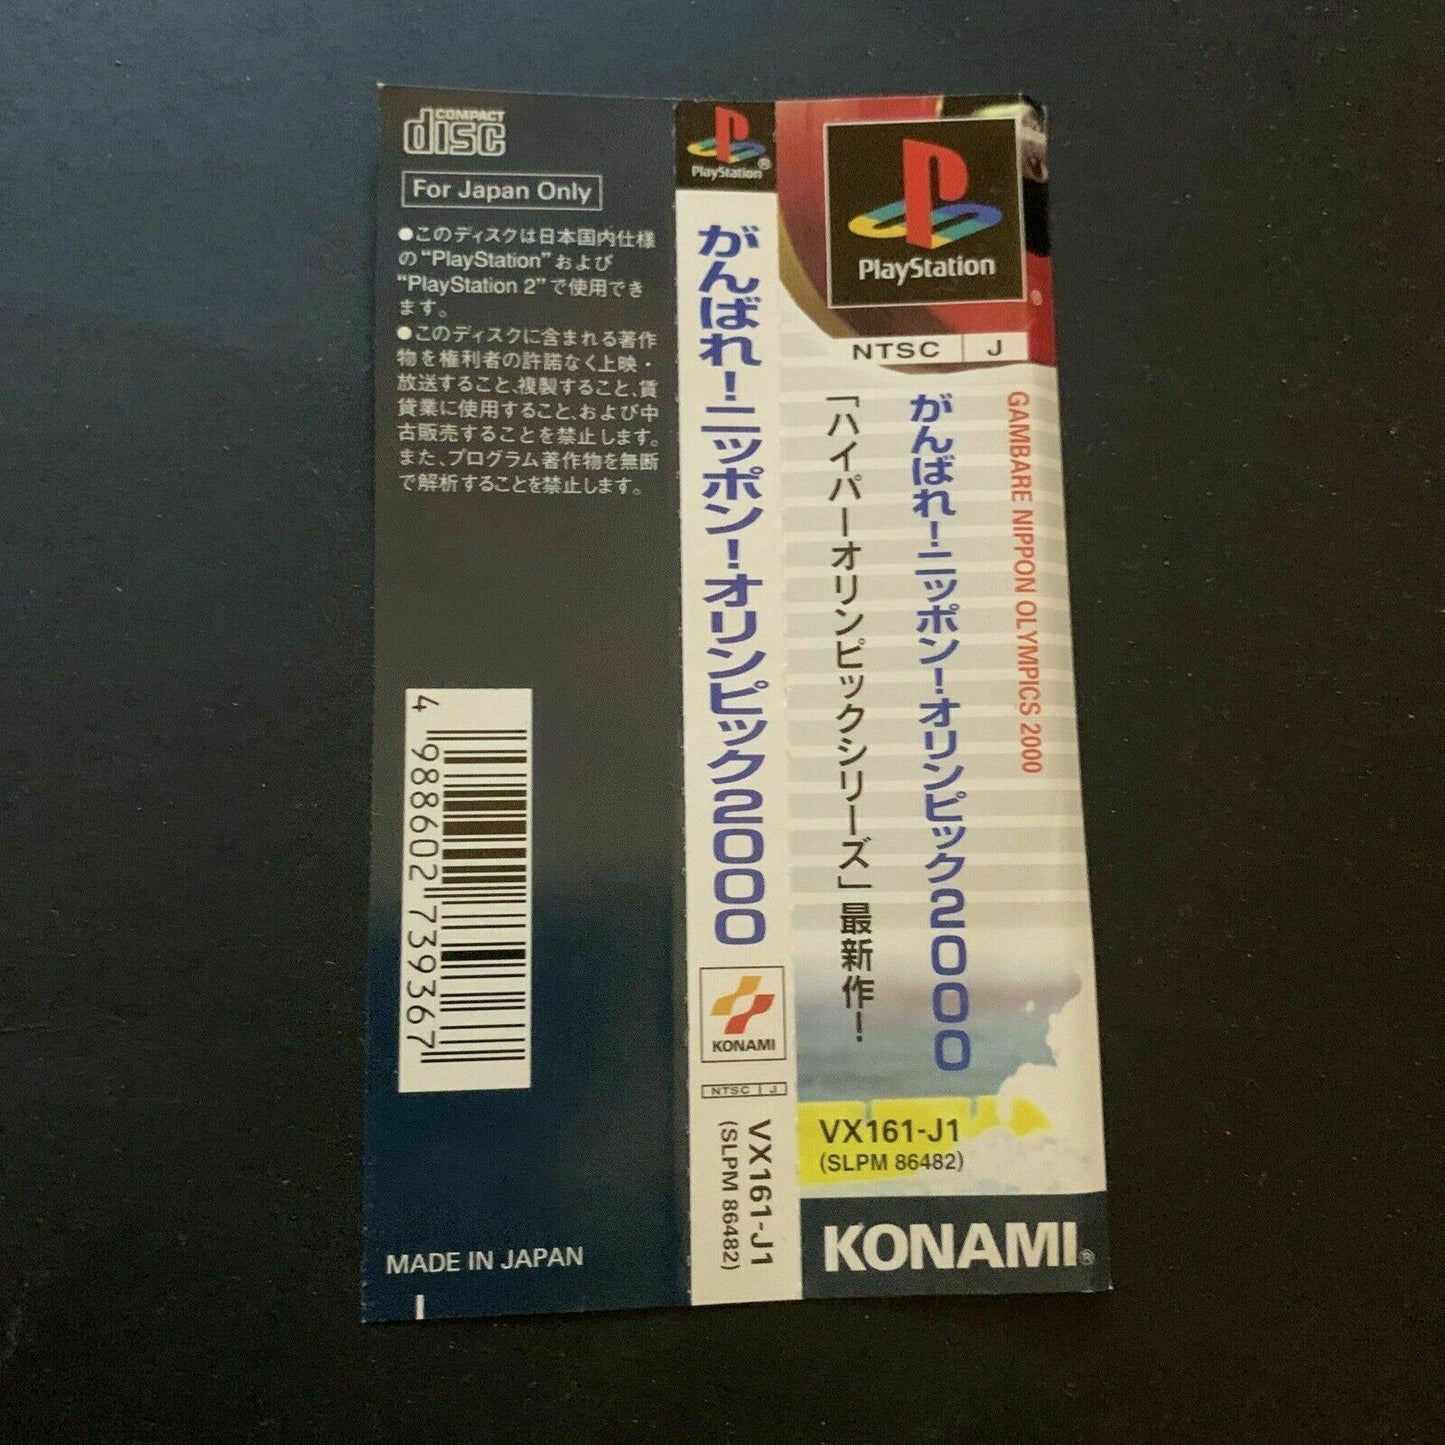 COMPACT
disc
For Japan Only
●このディスクは日本国内仕様
の“PlayStation”および
“PlayStation 2”で使用でき
ます。
●このディスクに含まれる著作
物を権利者の許諾なく上映・
放送すること、複製すること、賃
貸業に使用すること、および中
古販売することを禁止します。
また、プログラム著作物を無断
で解析することを禁止します。
4 988602 739367
MADE IN JAPAN
PlayStation®
がんばれ!ニッポン!オリンピック2000
KONAMI
NTSC J
VX161-J1
(SLPM 86482)
PlayStation
®
NTSC J
GAMBARE NIPPON OLYMPICS 2000
がんばれ!ニッポン!オリンピック2000
「ハイパーオリンピックシリーズ」最新作!
VX161-J1
(SLPM 86482)
KONAMI®